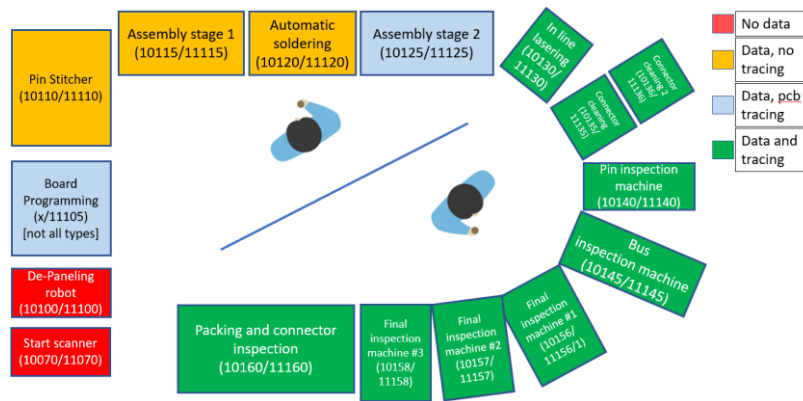 Pin Stitcher
(10110/11110)
Assembly stage 1
(10115/11115)
Automatic
soldering
(10120/11120)
Assembly stage 2
(10125/11125)
In line
lasering
(10130/
11130)
Connector
cleaning
(10135/
11135)
Connector
cleaning 2
(10136/
11136)
No data
Data, no
tracing
Data, pcb
tracing
Data and
tracing
Board
Programming
(x/11105)
[not all types]
Pin inspection
machine
(10140/11140)
Bus
inspection machine
(10145/11145)
De-Paneling
robot
(10100/11100)
Start scanner
(10070/11070)
Packing and connector
inspection
(10160/11160)
Final
inspection
machine #3
(10158/
11158)
Final
inspection
machine #2
(10157/
11157)
Final
inspection
machine #1
(10156/
11156/1)